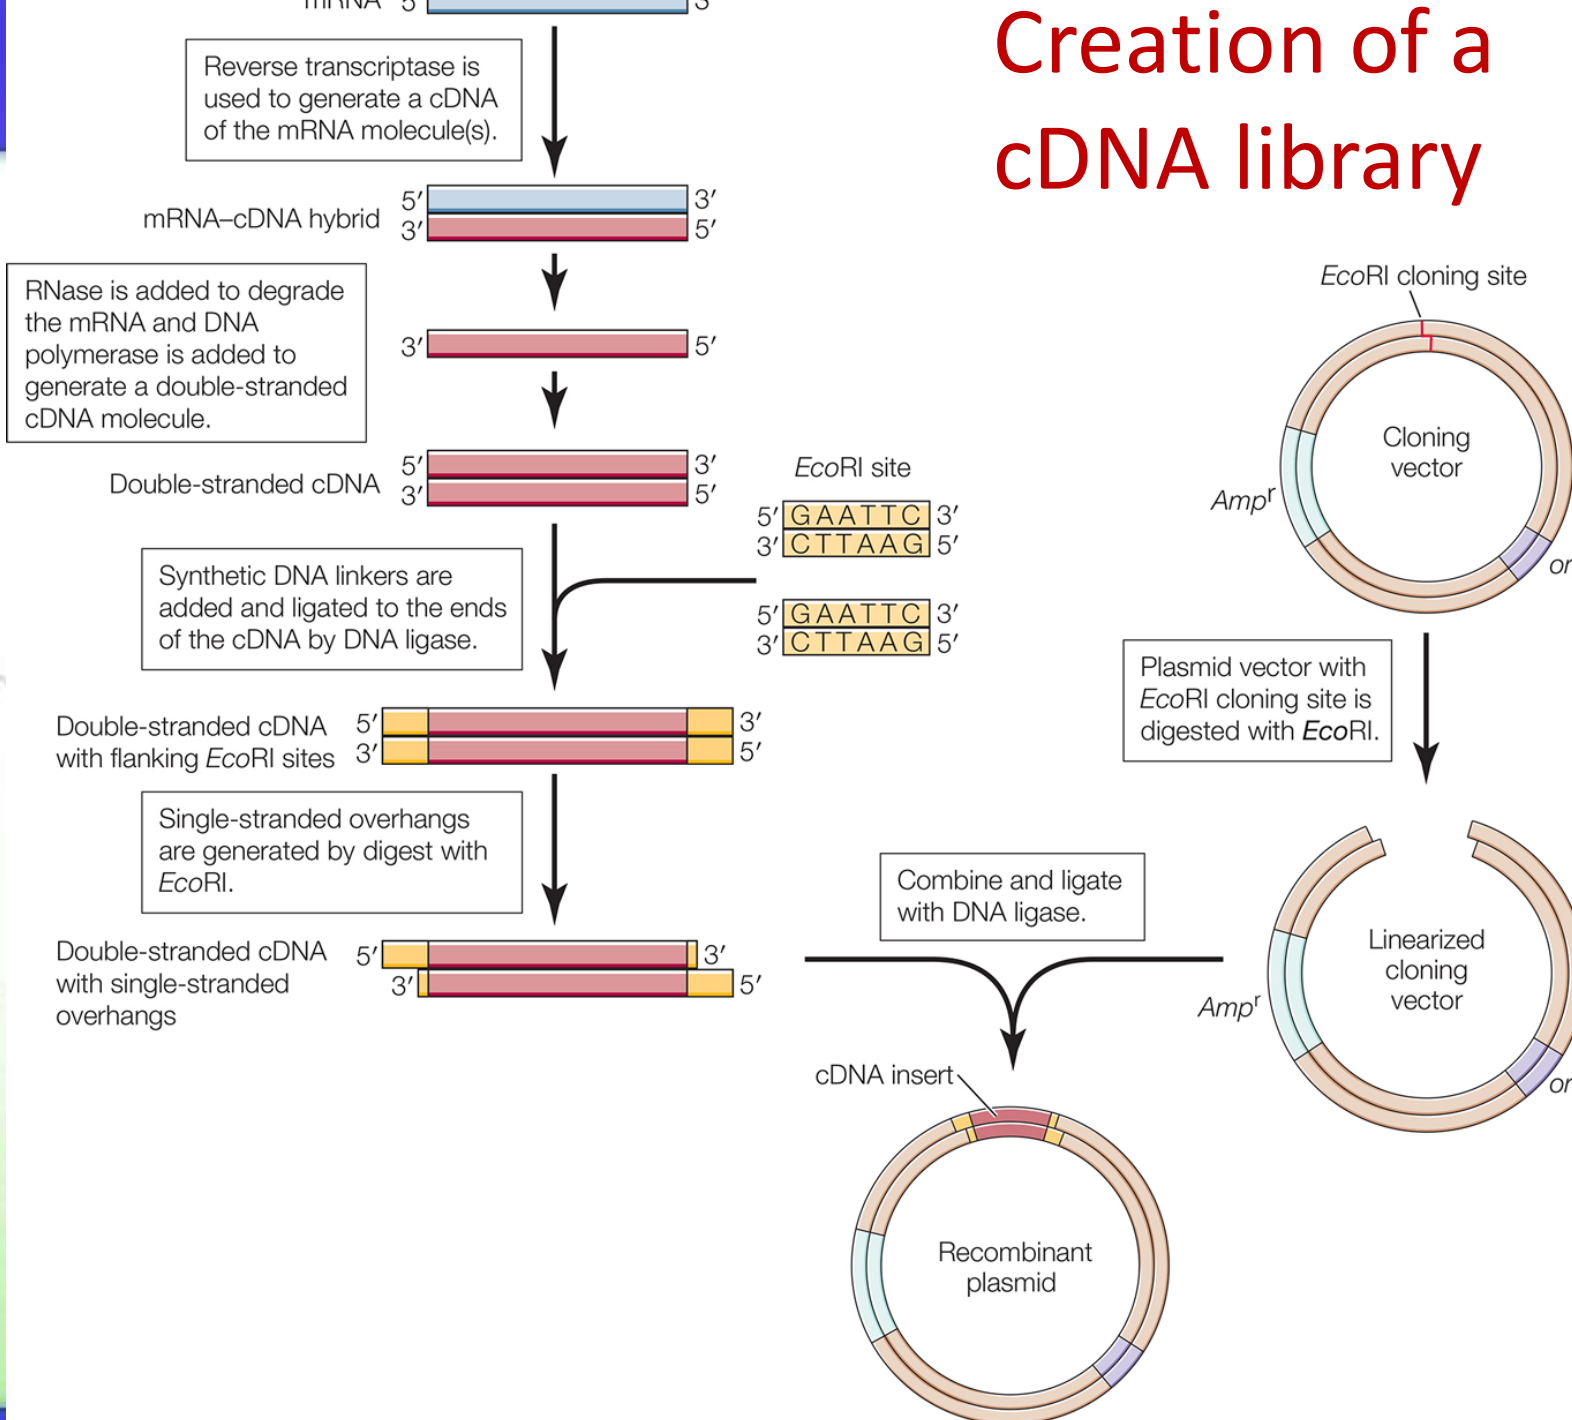 Creation of a
cDNA library
mRNA 5′ 3′
Reverse transcriptase is
used to generate a cDNA
of the mRNA molecule(s).
5′ 3′
mRNA–cDNA hybrid
3′ 5′
RNase is added to degrade
the mRNA and DNA
polymerase is added to
generate a double-stranded
cDNA molecule.
3′ 5′
5′ 3′
Double-stranded cDNA
3′ 5′
EcoRI site
5′ GAATTC 3′
3′ CTTAAG 5′
5′ GAATTC 3′
3′ CTTAAG 5′
Synthetic DNA linkers are
added and ligated to the ends
of the cDNA by DNA ligase.
Double-stranded cDNA 5′ 3′
with flanking EcoRI sites 3′ 5′
Single-stranded overhangs
are generated by digest with
EcoRI.
Double-stranded cDNA 5′ 3′
with single-stranded 3′ 5′
overhangs
EcoRI cloning site
Cloning
vector
Ampr
or
Plasmid vector with
EcoRI cloning site is
digested with EcoRI.
Combine and ligate
with DNA ligase.
Linearized
cloning
vector
Ampr
or
cDNA insert
Recombinant
plasmid